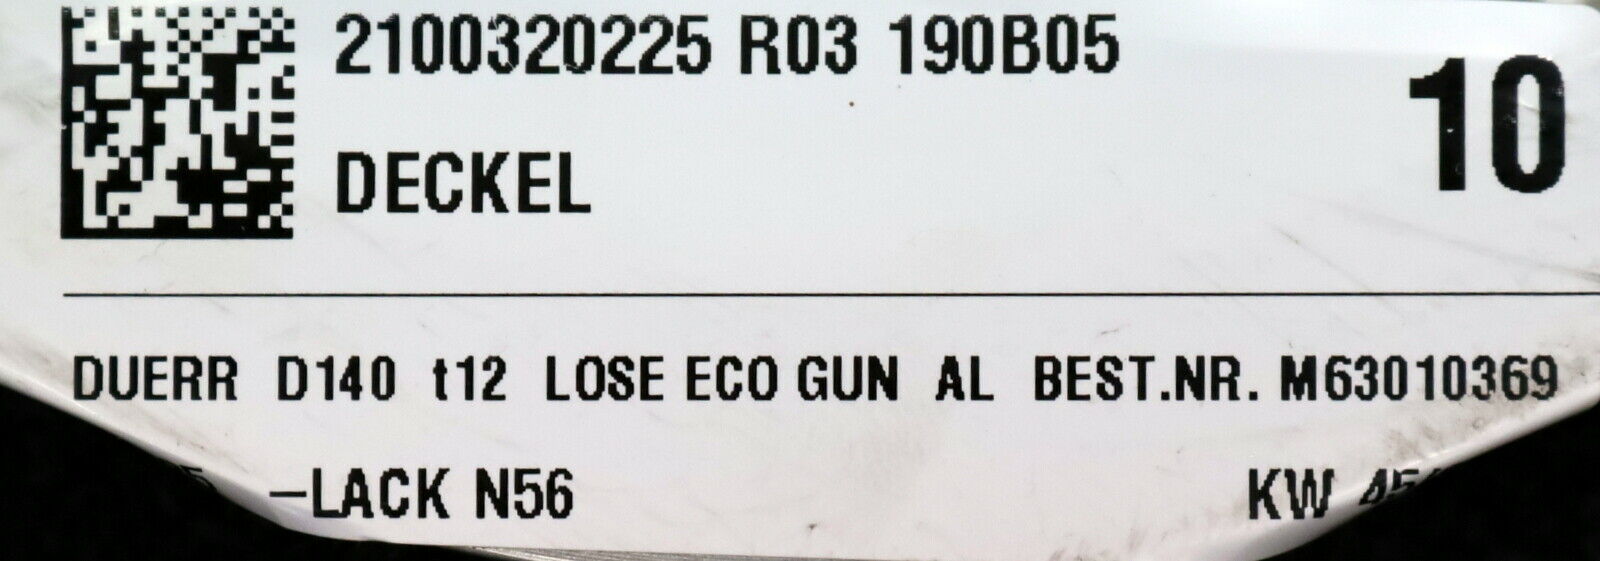 2100320225 R03 190B05
10
DECKEL
DUERR D140 t12 LOSE ECO GUN AL BEST.NR. M63010369
–LACK N56
KW